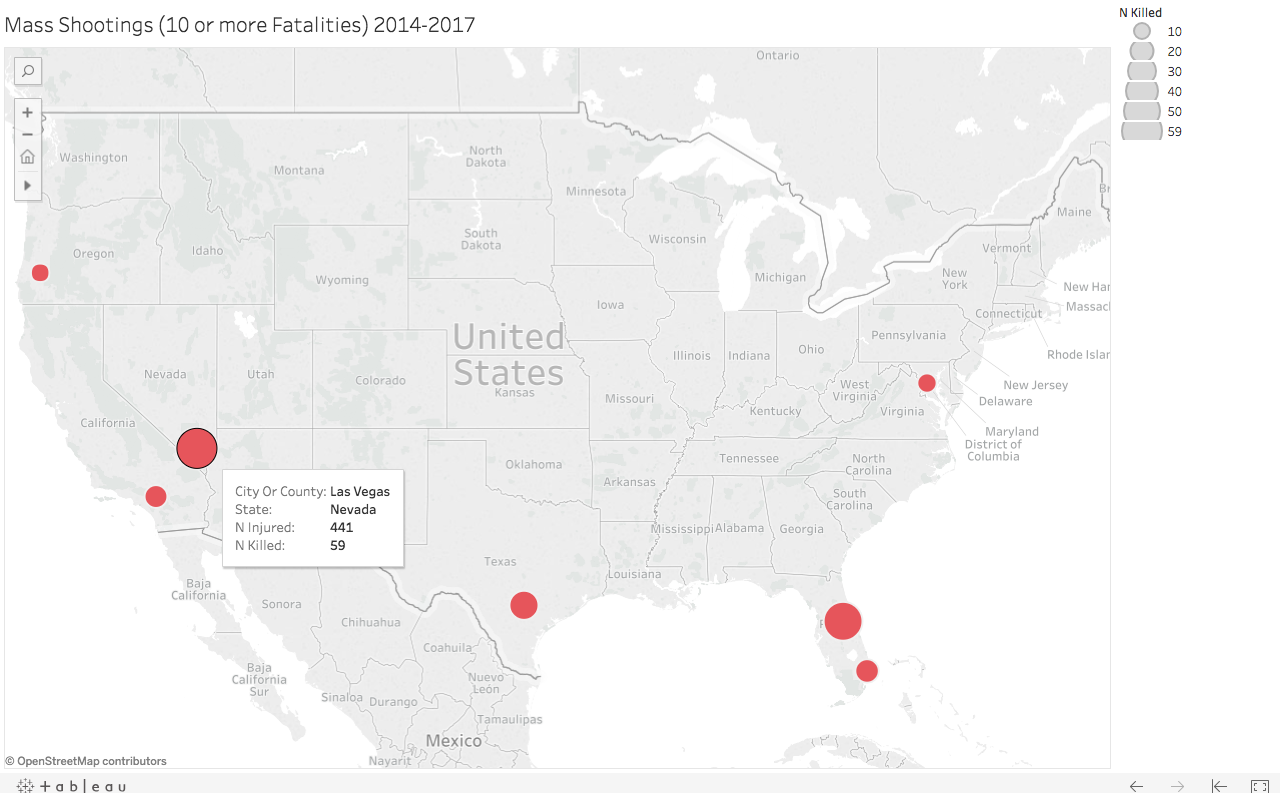 Mass Shootings (10 or more Fatalities) 2014-2017
N Killed
10
20
30
40
50
59
Ontario
Washington
Montana
North
Dakota
Minnesota
Maine
Oregon
Idaho
South
Dakota
Wisconsin
Vermont
Wyoming
Michigan
New
York
New Har
Iowa
Massacl
Connecticut
United
States
Pennsylvania
Nevada
Utah
Colorado
Kansas
Illinois
Indiana
Ohio
Rhode Islar
Missouri
West
Virginia
New Jersey
Delaware
California
Kentucky
Virginia
Maryland
District of
Columbia
Oklahoma
Tennessee
North
Carolina
Arkansas
South
Carolina
City Or County: Las Vegas
State: Nevada
N Injured: 441
N Killed: 59
Mississippi
Alabama
Georgia
Texas
Louisiana
Baja
California
Sonora
Chihuahua
Coahuila
Baja
California
Sur
Sinaloa
Durango
Nuevo
León
Tamaulipas
Mexico
Nayarit
© OpenStreetMap contributors
+ a b | e a u